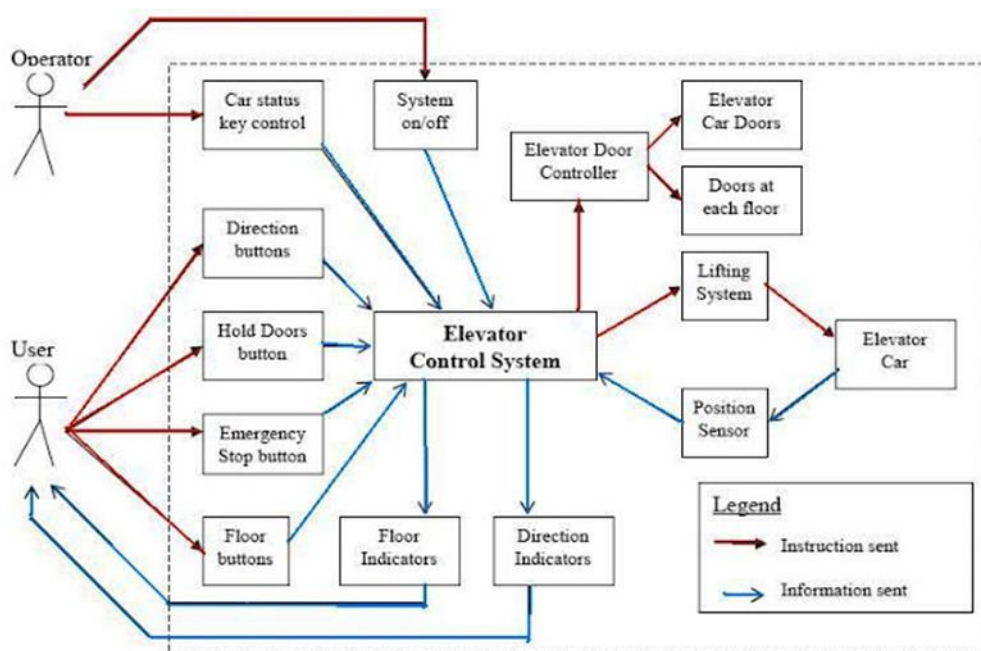 Operator
Car status
key control
System
on/off
Elevator
Car Doors
Elevator Door
Controller
Doors at
each floor
Direction
buttons
Lifting
System
User
Hold Doors
button
Elevator
Control System
Elevator
Car
Emergency
Stop button
Position
Sensor
Floor
buttons
Floor
Indicators
Direction
Indicators
Legend
Instruction sent
Information sent